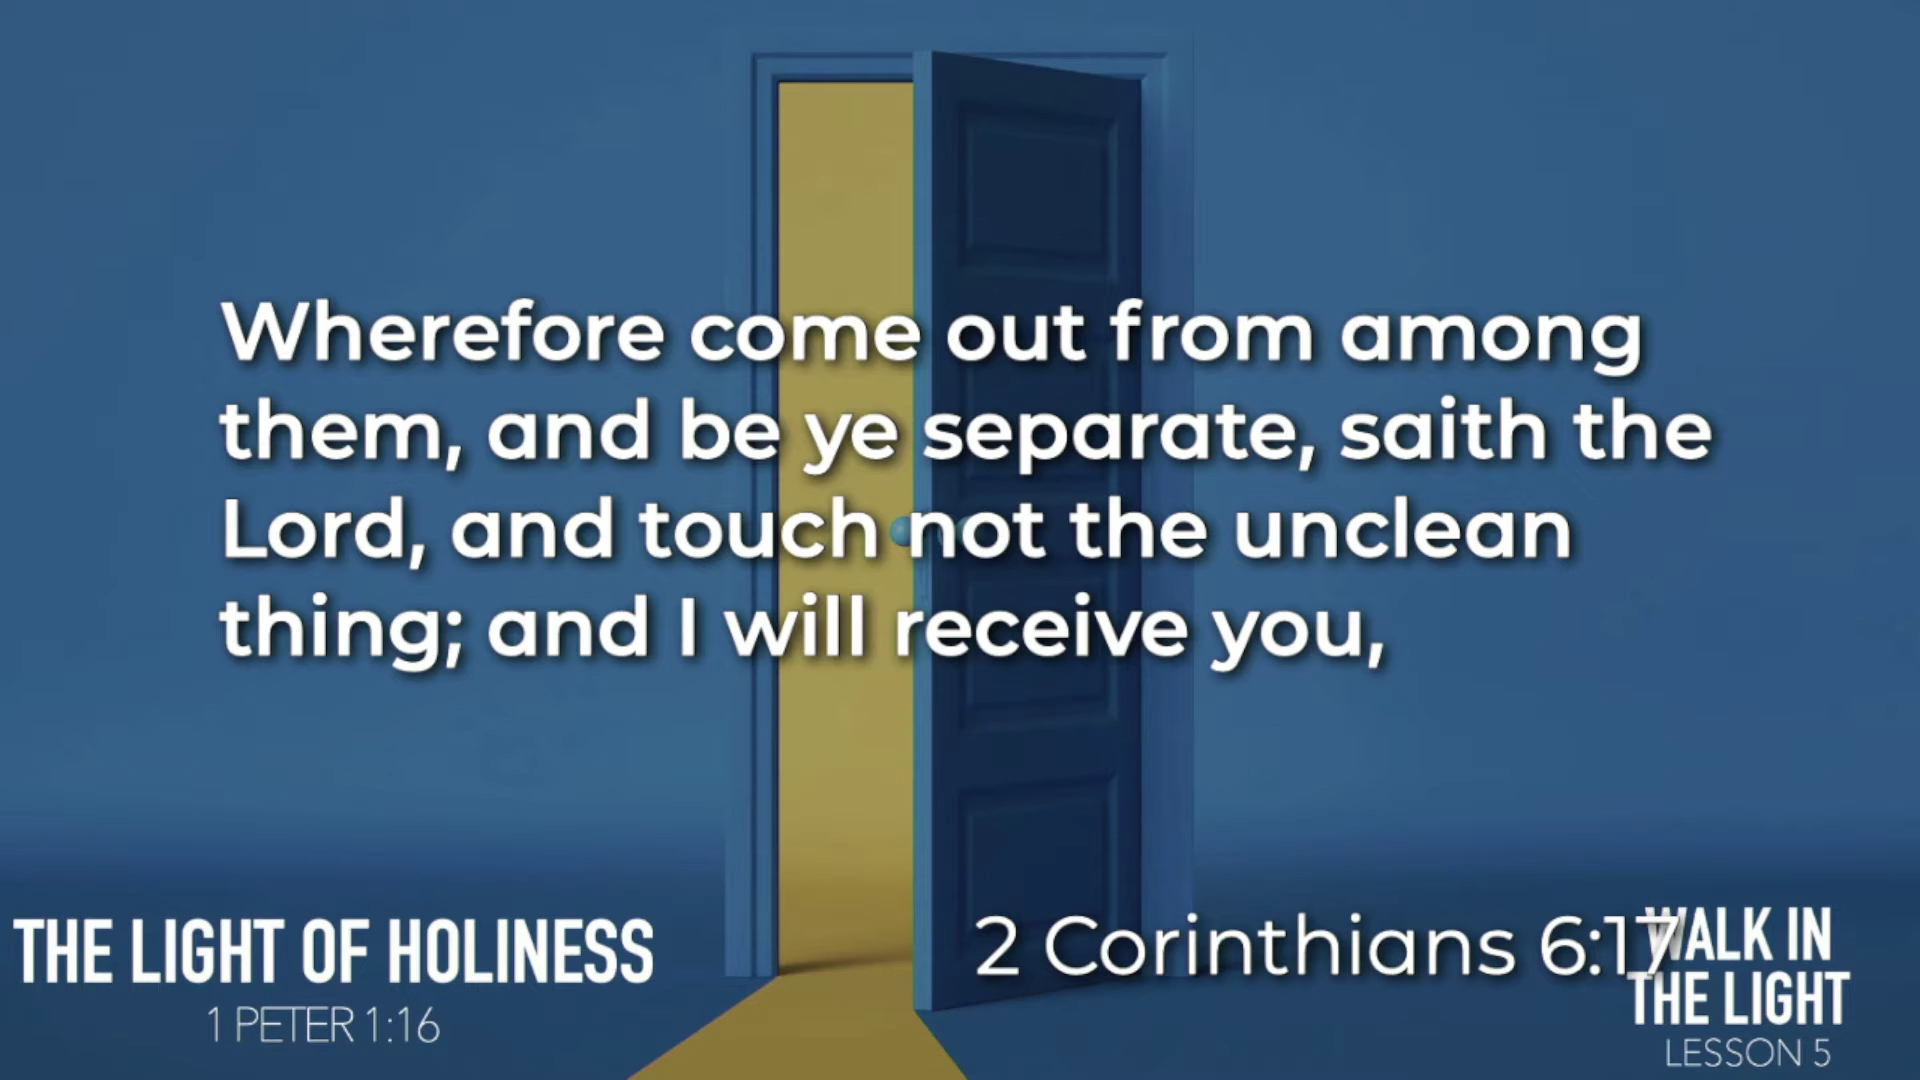 Wherefore come out from among
them, and be ye separate, saith the
Lord, and touch not the unclean
thing; and I will receive you,
THE LIGHT OF HOLINESS
1 PETER 1:16
2 Corinthians 6:17
WALK IN
THE LIGHT
LESSON 5